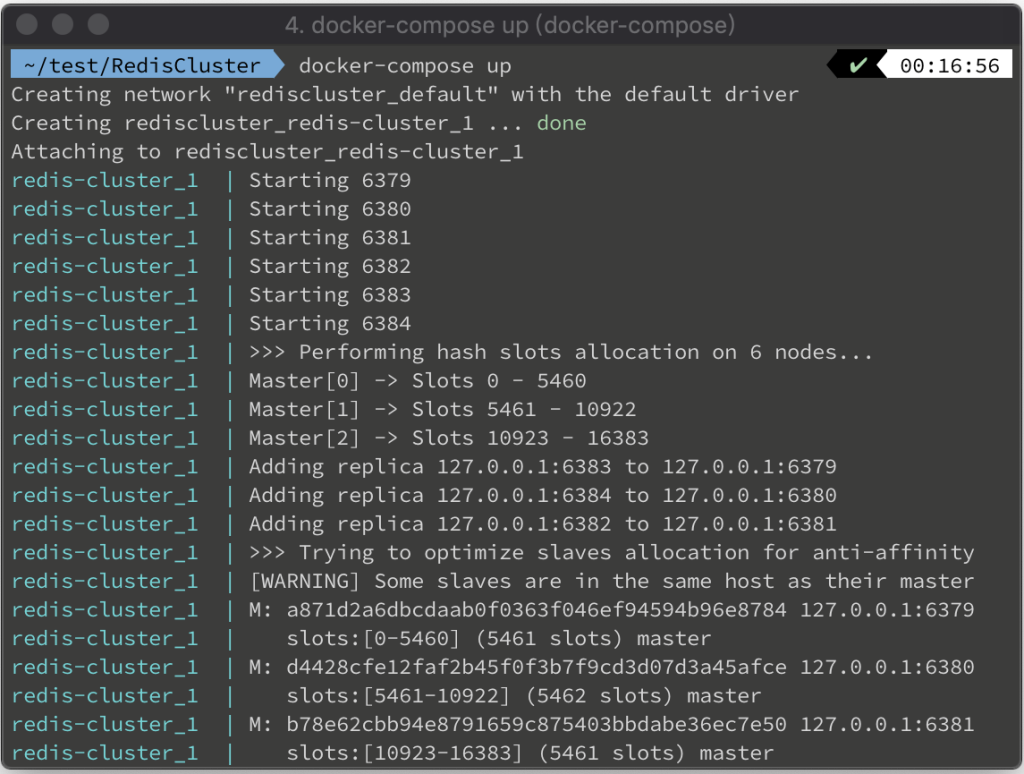 4. docker-compose up (docker-compose)
~/test/RedisCluster docker-compose up ✔ 00:16:56
Creating network "rediscluster_default" with the default driver
Creating rediscluster_redis-cluster_1 ... done
Attaching to rediscluster_redis-cluster_1
redis-cluster_1 | Starting 6379
redis-cluster_1 | Starting 6380
redis-cluster_1 | Starting 6381
redis-cluster_1 | Starting 6382
redis-cluster_1 | Starting 6383
redis-cluster_1 | Starting 6384
redis-cluster_1 | >>> Performing hash slots allocation on 6 nodes...
redis-cluster_1 | Master[0] -> Slots 0 - 5460
redis-cluster_1 | Master[1] -> Slots 5461 - 10922
redis-cluster_1 | Master[2] -> Slots 10923 - 16383
redis-cluster_1 | Adding replica 127.0.0.1:6383 to 127.0.0.1:6379
redis-cluster_1 | Adding replica 127.0.0.1:6384 to 127.0.0.1:6380
redis-cluster_1 | Adding replica 127.0.0.1:6382 to 127.0.0.1:6381
redis-cluster_1 | >>> Trying to optimize slaves allocation for anti-affinity
redis-cluster_1 | [WARNING] Some slaves are in the same host as their master
redis-cluster_1 | M: a871d2a6dbcdaab0f0363f046ef94594b96e8784 127.0.0.1:6379
redis-cluster_1 | slots:[0-5460] (5461 slots) master
redis-cluster_1 | M: d4428cfe12faf2b45f0f3b7f9cd3d07d3a45afce 127.0.0.1:6380
redis-cluster_1 | slots:[5461-10922] (5462 slots) master
redis-cluster_1 | M: b78e62cbb94e8791659c875403bbdabe36ec7e50 127.0.0.1:6381
redis-cluster_1 | slots:[10923-16383] (5461 slots) master